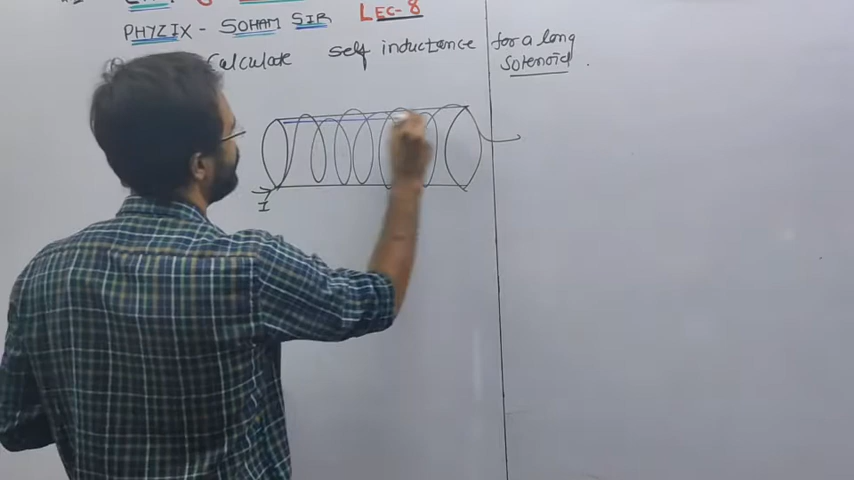 PHYZIX - SOHAM SIR LEC-8
Calculate self inductance for a long
Solenoid.
I